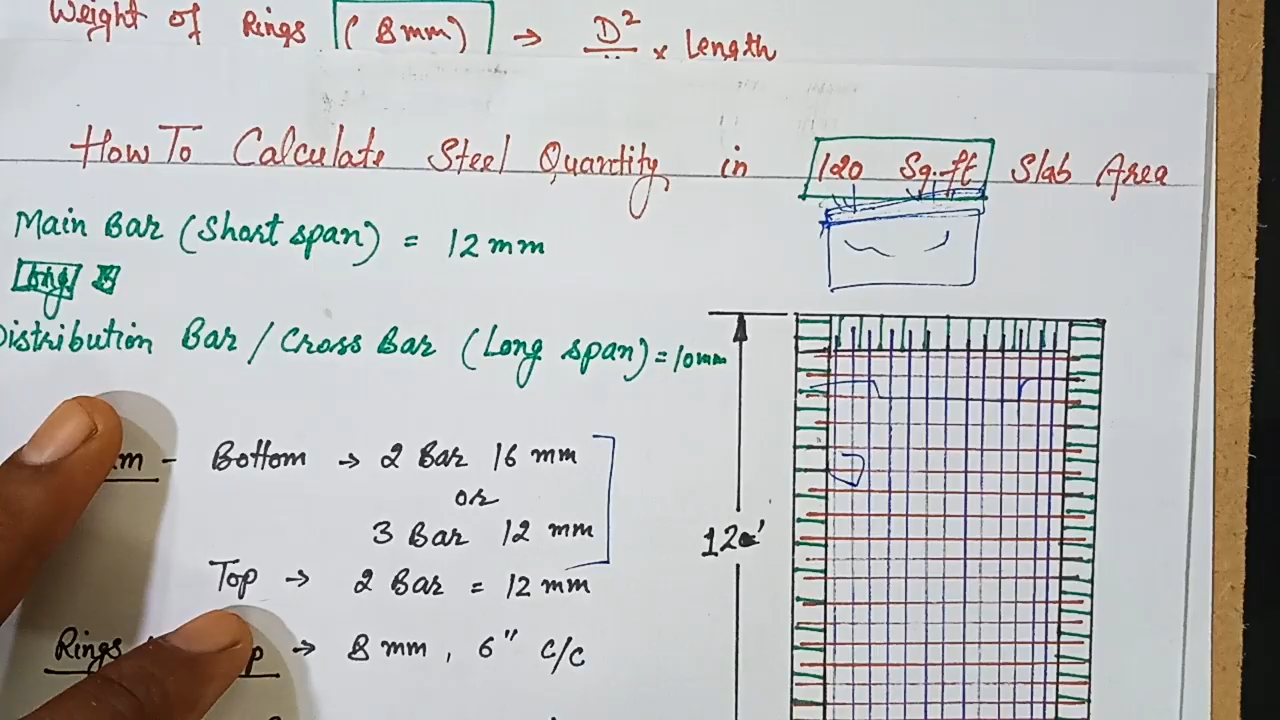 Weight of Rings (8mm) → D² × Length
How To Calculate Steel Quantity in 120 Sq.ft Slab Area
Main Bar (Short span) = 12 mm
Long
Distribution Bar / Cross Bar (Long span) = 10mm
- Bottom → 2 Bar 16 mm
or
3 Bar 12 mm
Top → 2 Bar = 12 mm
Rings → 8 mm, 6" c/c
12'